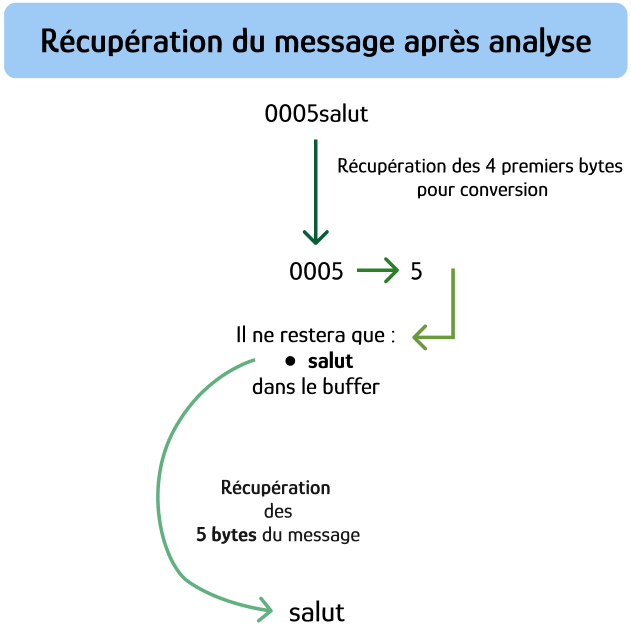 Récupération du message après analyse
0005salut
Récupération des 4 premiers bytes
pour conversion
0005 5
Il ne restera que :
• salut
dans le buffer
Récupération
des
5 bytes du message
salut